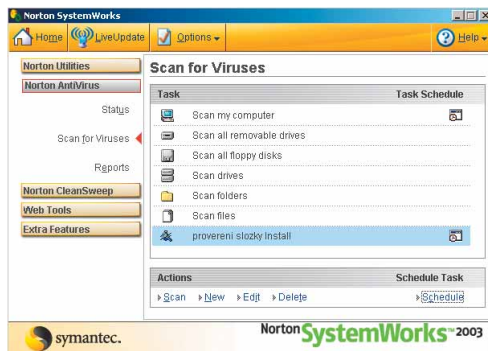 Norton SystemWorks
Home LiveUpdate Options Help
Norton Utilities
Norton AntiVirus
Status
Scan for Viruses
Reports
Norton CleanSweep
Web Tools
Extra Features
Scan for Viruses
Task Task Schedule
Scan my computer
Scan all removable drives
Scan all floppy disks
Scan drives
Scan folders
Scan files
provereni slozky Install
Actions Schedule Task
Scan New Edit Delete Schedule
symantec.
Norton SystemWorks 2003